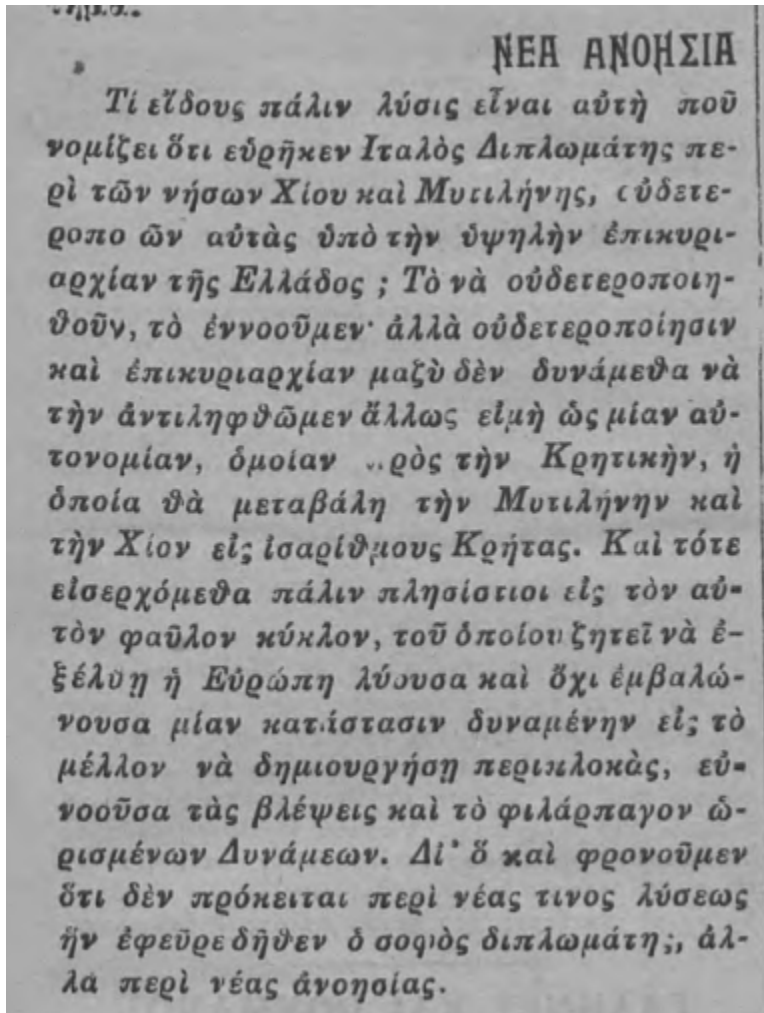 ΝΕΑ ΑΝΟΗΣΙΑ
Τί εἴδους πάλιν λύσις εἶναι αὐτὴ ποῦ
νομίζει ὅτι εὑρῆκεν Ιταλὸς Διπλωμάτης πε-
ρὶ τῶν νήσων Χίου καὶ Μυτιλήνης, οὐδετε-
ροπο ῶν αὐτὰς ὑπὸ τὴν ὑψηλὴν ἐπικυρι-
αρχίαν τῆς Ελλάδος ; Τὸ νὰ οὐδετεροποιη-
θοῦν, τὸ ἐννοοῦμεν· ἀλλὰ οὐδετεροποίησιν
καὶ ἐπικυριαρχίαν μαζὺ δὲν δυνάμεθα νὰ
τὴν ἀντιληφθῶμεν ἄλλως εἰμὴ ὡς μίαν αὐ-
τονομίαν, ὁμοίαν πρὸς τὴν Κρητικὴν, ἡ
ὁποία θὰ μεταβάλη τὴν Μυτιλήνην καὶ
τὴν Χίον εἰς ἰσαρίθμους Κρήτας. Καὶ τότε
εἰσερχόμεθα πάλιν πλησίστιοι εἰς τὸν αὐ-
τὸν φαῦλον κύκλον, τοῦ ὁποίου ζητεῖ νὰ ἐ-
ξέλθῃ ἡ Εὐρώπη λύουσα καὶ ὄχι ἐμβαλώ-
νουσα μίαν κατάστασιν δυναμένην εἰς τὸ
μέλλον νὰ δημιουργήσῃ περικλοκὰς, εὐ-
νοοῦσα τὰς βλέψεις καὶ τὸ φιλάρπαγον ὡ-
ρισμένων Δυνάμεων. Δι' ὅ καὶ φρονοῦμεν
ὅτι δὲν πρόκειται περὶ νέας τινος λύσεως
ἥν ἐφεῦρε δῆθεν ὁ σοφὸς διπλωμάτης, ἀλ-
λὰ περὶ νέας ἀνοησίας.